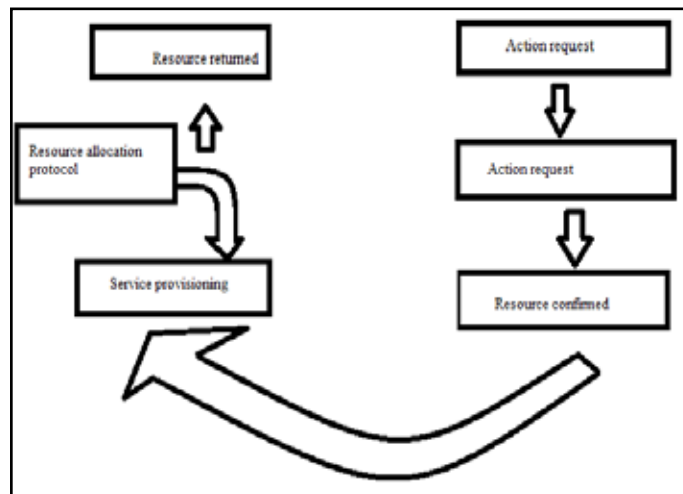 Resource returned
Action request
Resource allocation
protocol
Action request
Service provisioning
Resource confirmed